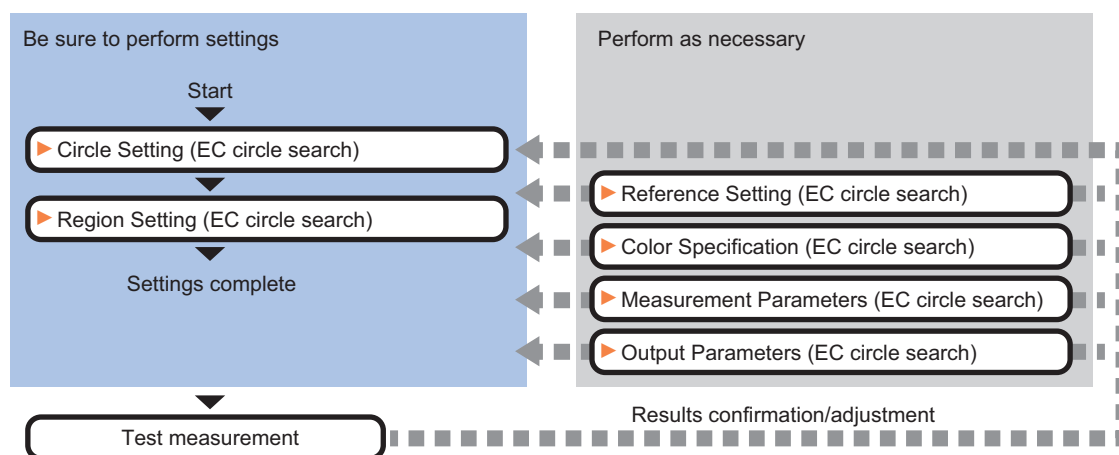 Be sure to perform settings
Start
Circle Setting (EC circle search)
Region Setting (EC circle search)
Settings complete
Perform as necessary
Reference Setting (EC circle search)
Color Specification (EC circle search)
Measurement Parameters (EC circle search)
Output Parameters (EC circle search)
Test measurement
Results confirmation/adjustment